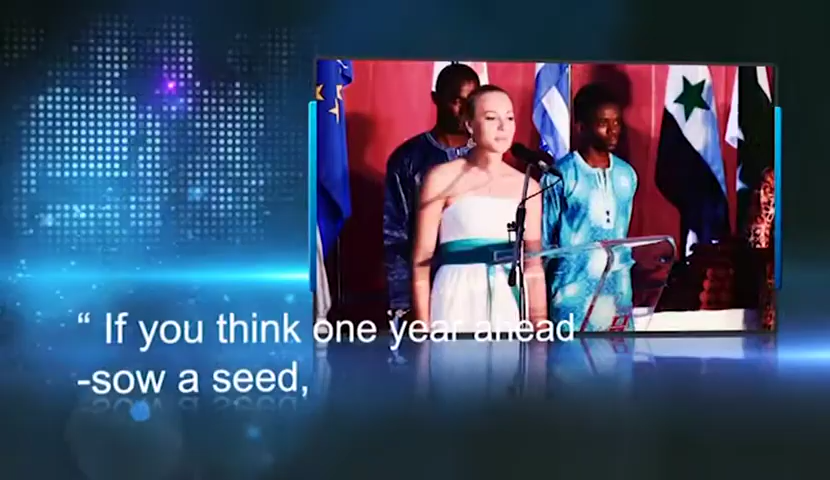 “ If you think one year ahead
-sow a seed,